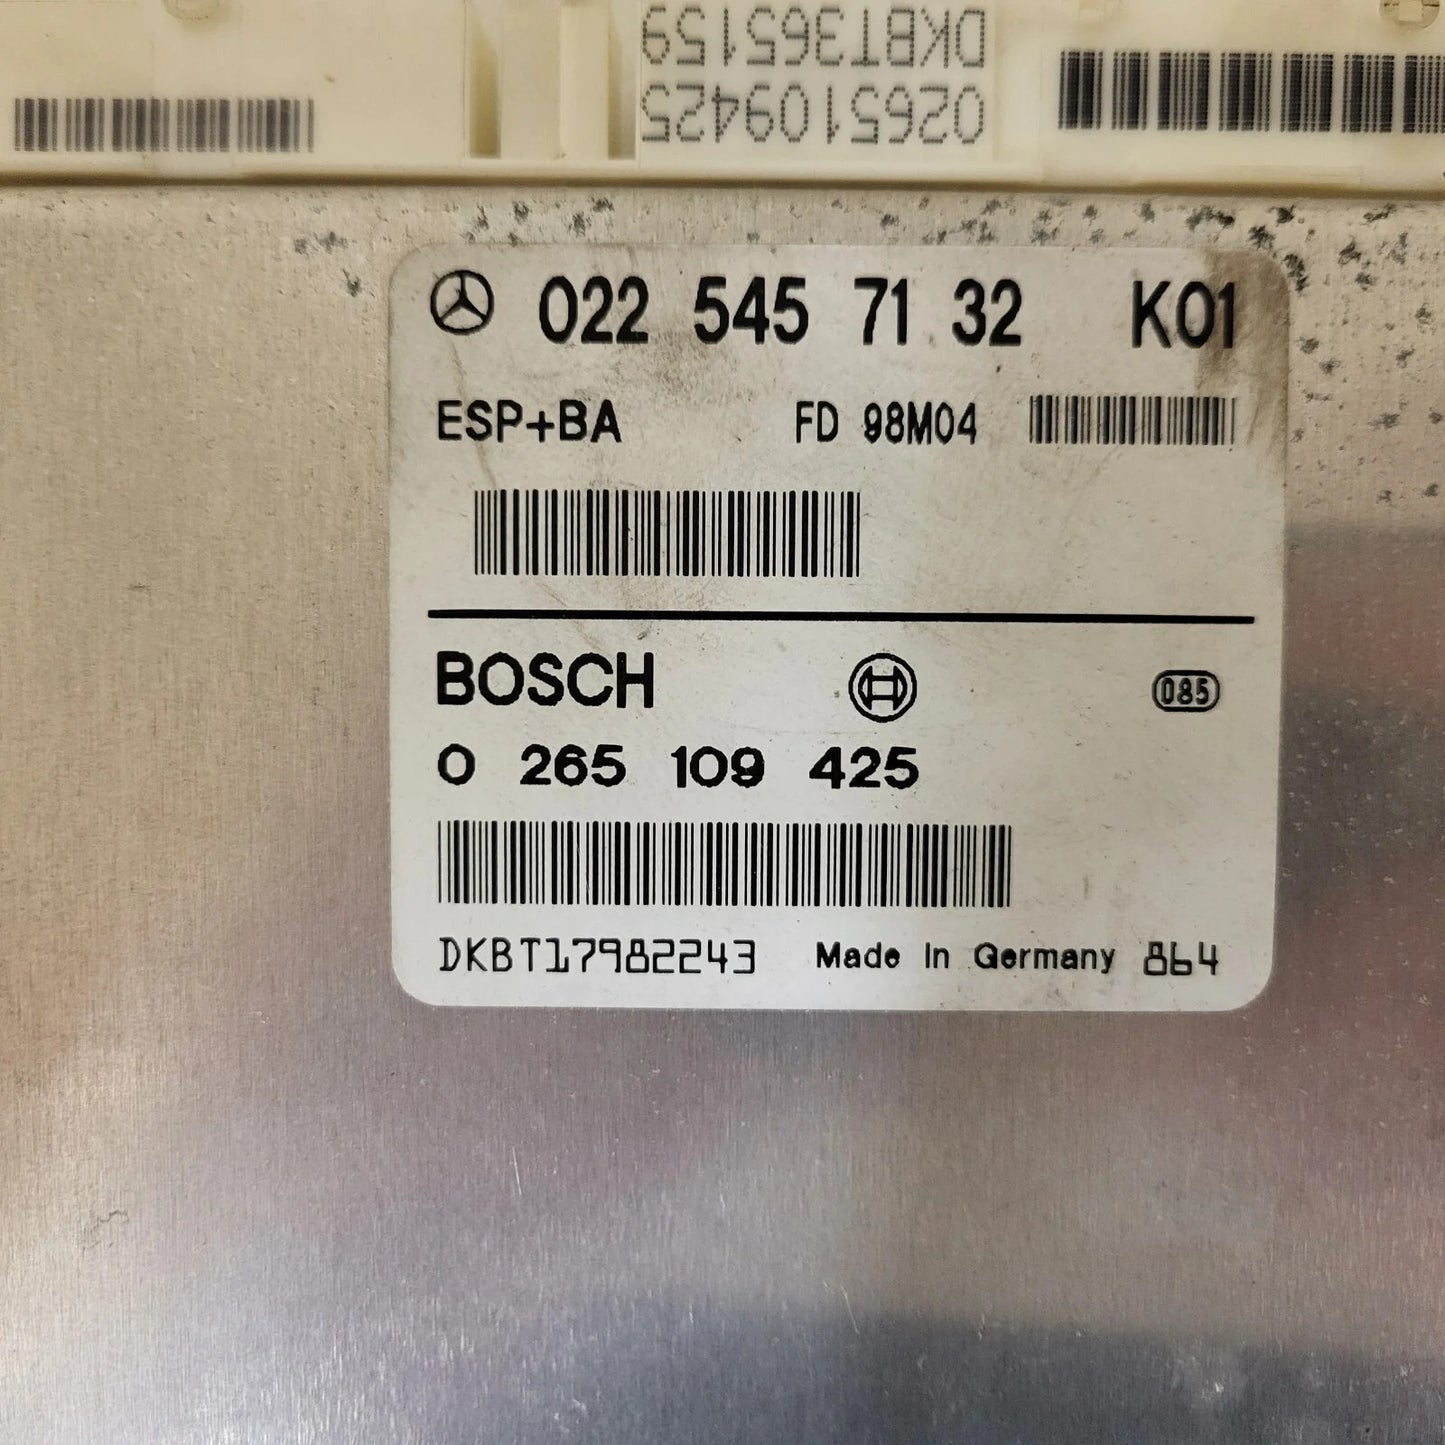 DKBT365159
0265109425
022 545 71 32 K01
ESP+BA FD 98M04
BOSCH 085
0 265 109 425
DKBT17982243 Made In Germany 864